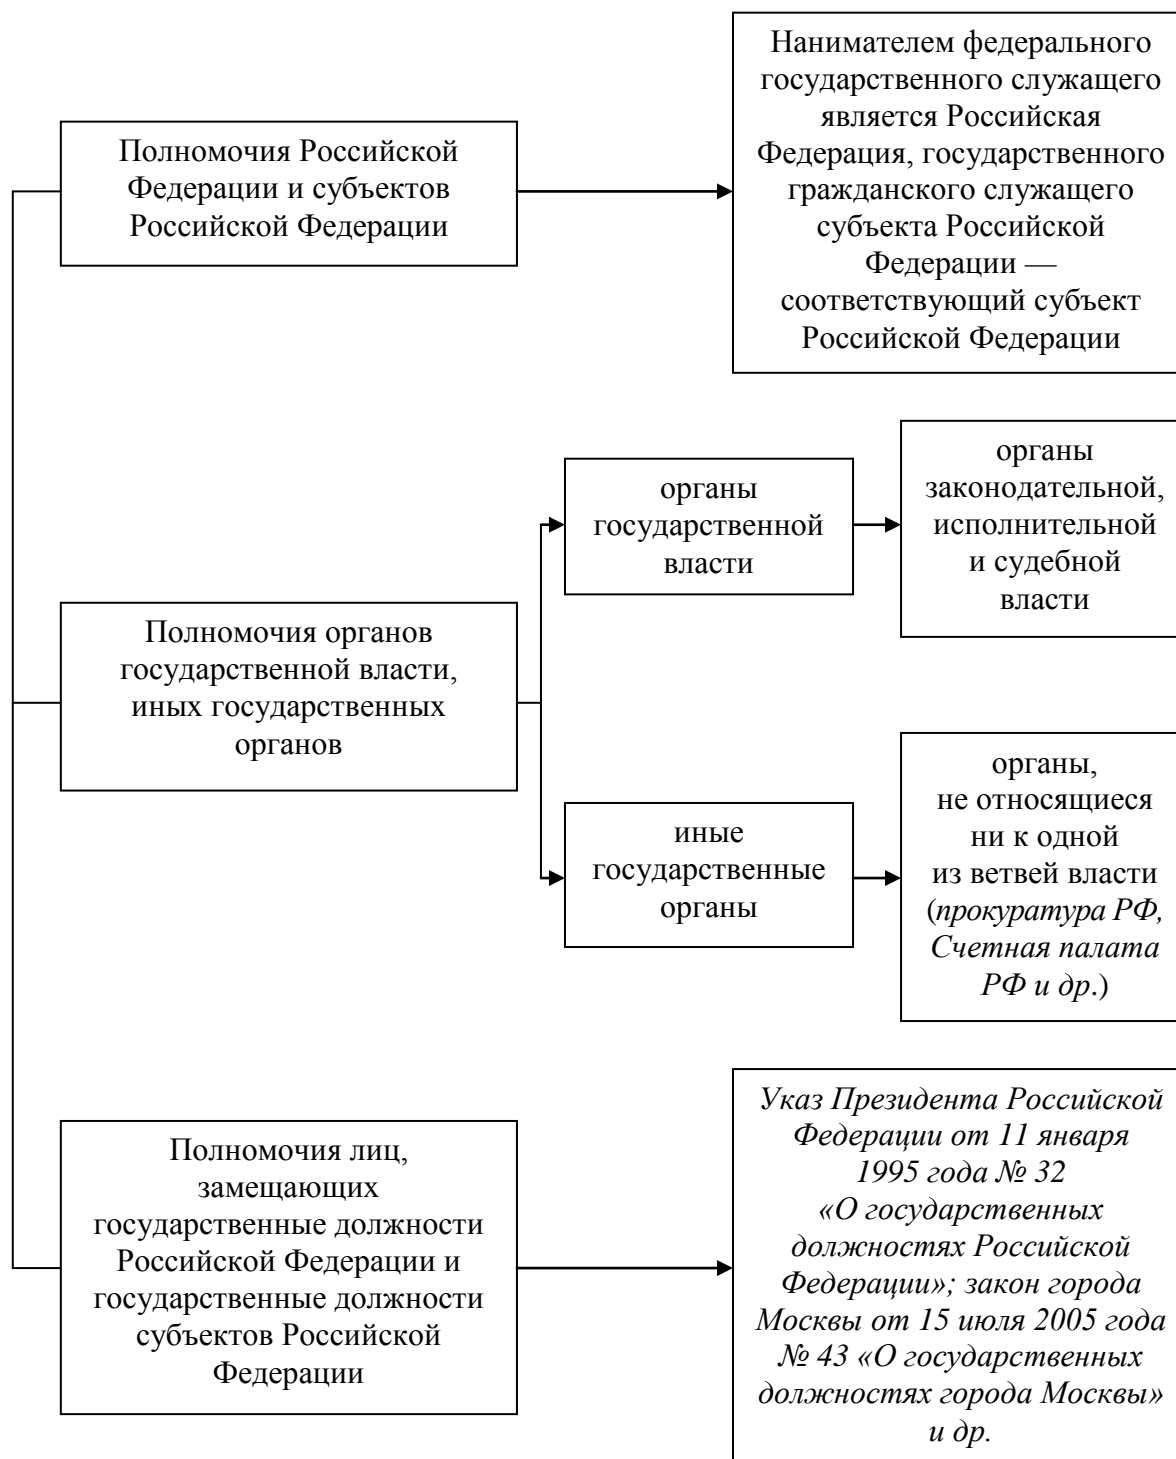 Полномочия Российской
Федерации и субъектов
Российской Федерации
Нанимателем федерального
государственного служащего
является Российская
Федерация, государственного
гражданского служащего
субъекта Российской
Федерации —
соответствующий субъект
Российской Федерации
Полномочия органов
государственной власти,
иных государственных
органов
органы
государственной
власти
органы
законодательной,
исполнительной
и судебной
власти
иные
государственные
органы
органы,
не относящиеся
ни к одной
из ветвей власти
(прокуратура РФ,
Счетная палата
РФ и др.)
Полномочия лиц,
замещающих
государственные должности
Российской Федерации и
государственные должности
субъектов Российской
Федерации
Указ Президента Российской
Федерации от 11 января
1995 года № 32
«О государственных
должностях Российской
Федерации»; закон города
Москвы от 15 июля 2005 года
№ 43 «О государственных
должностях города Москвы»
и др.